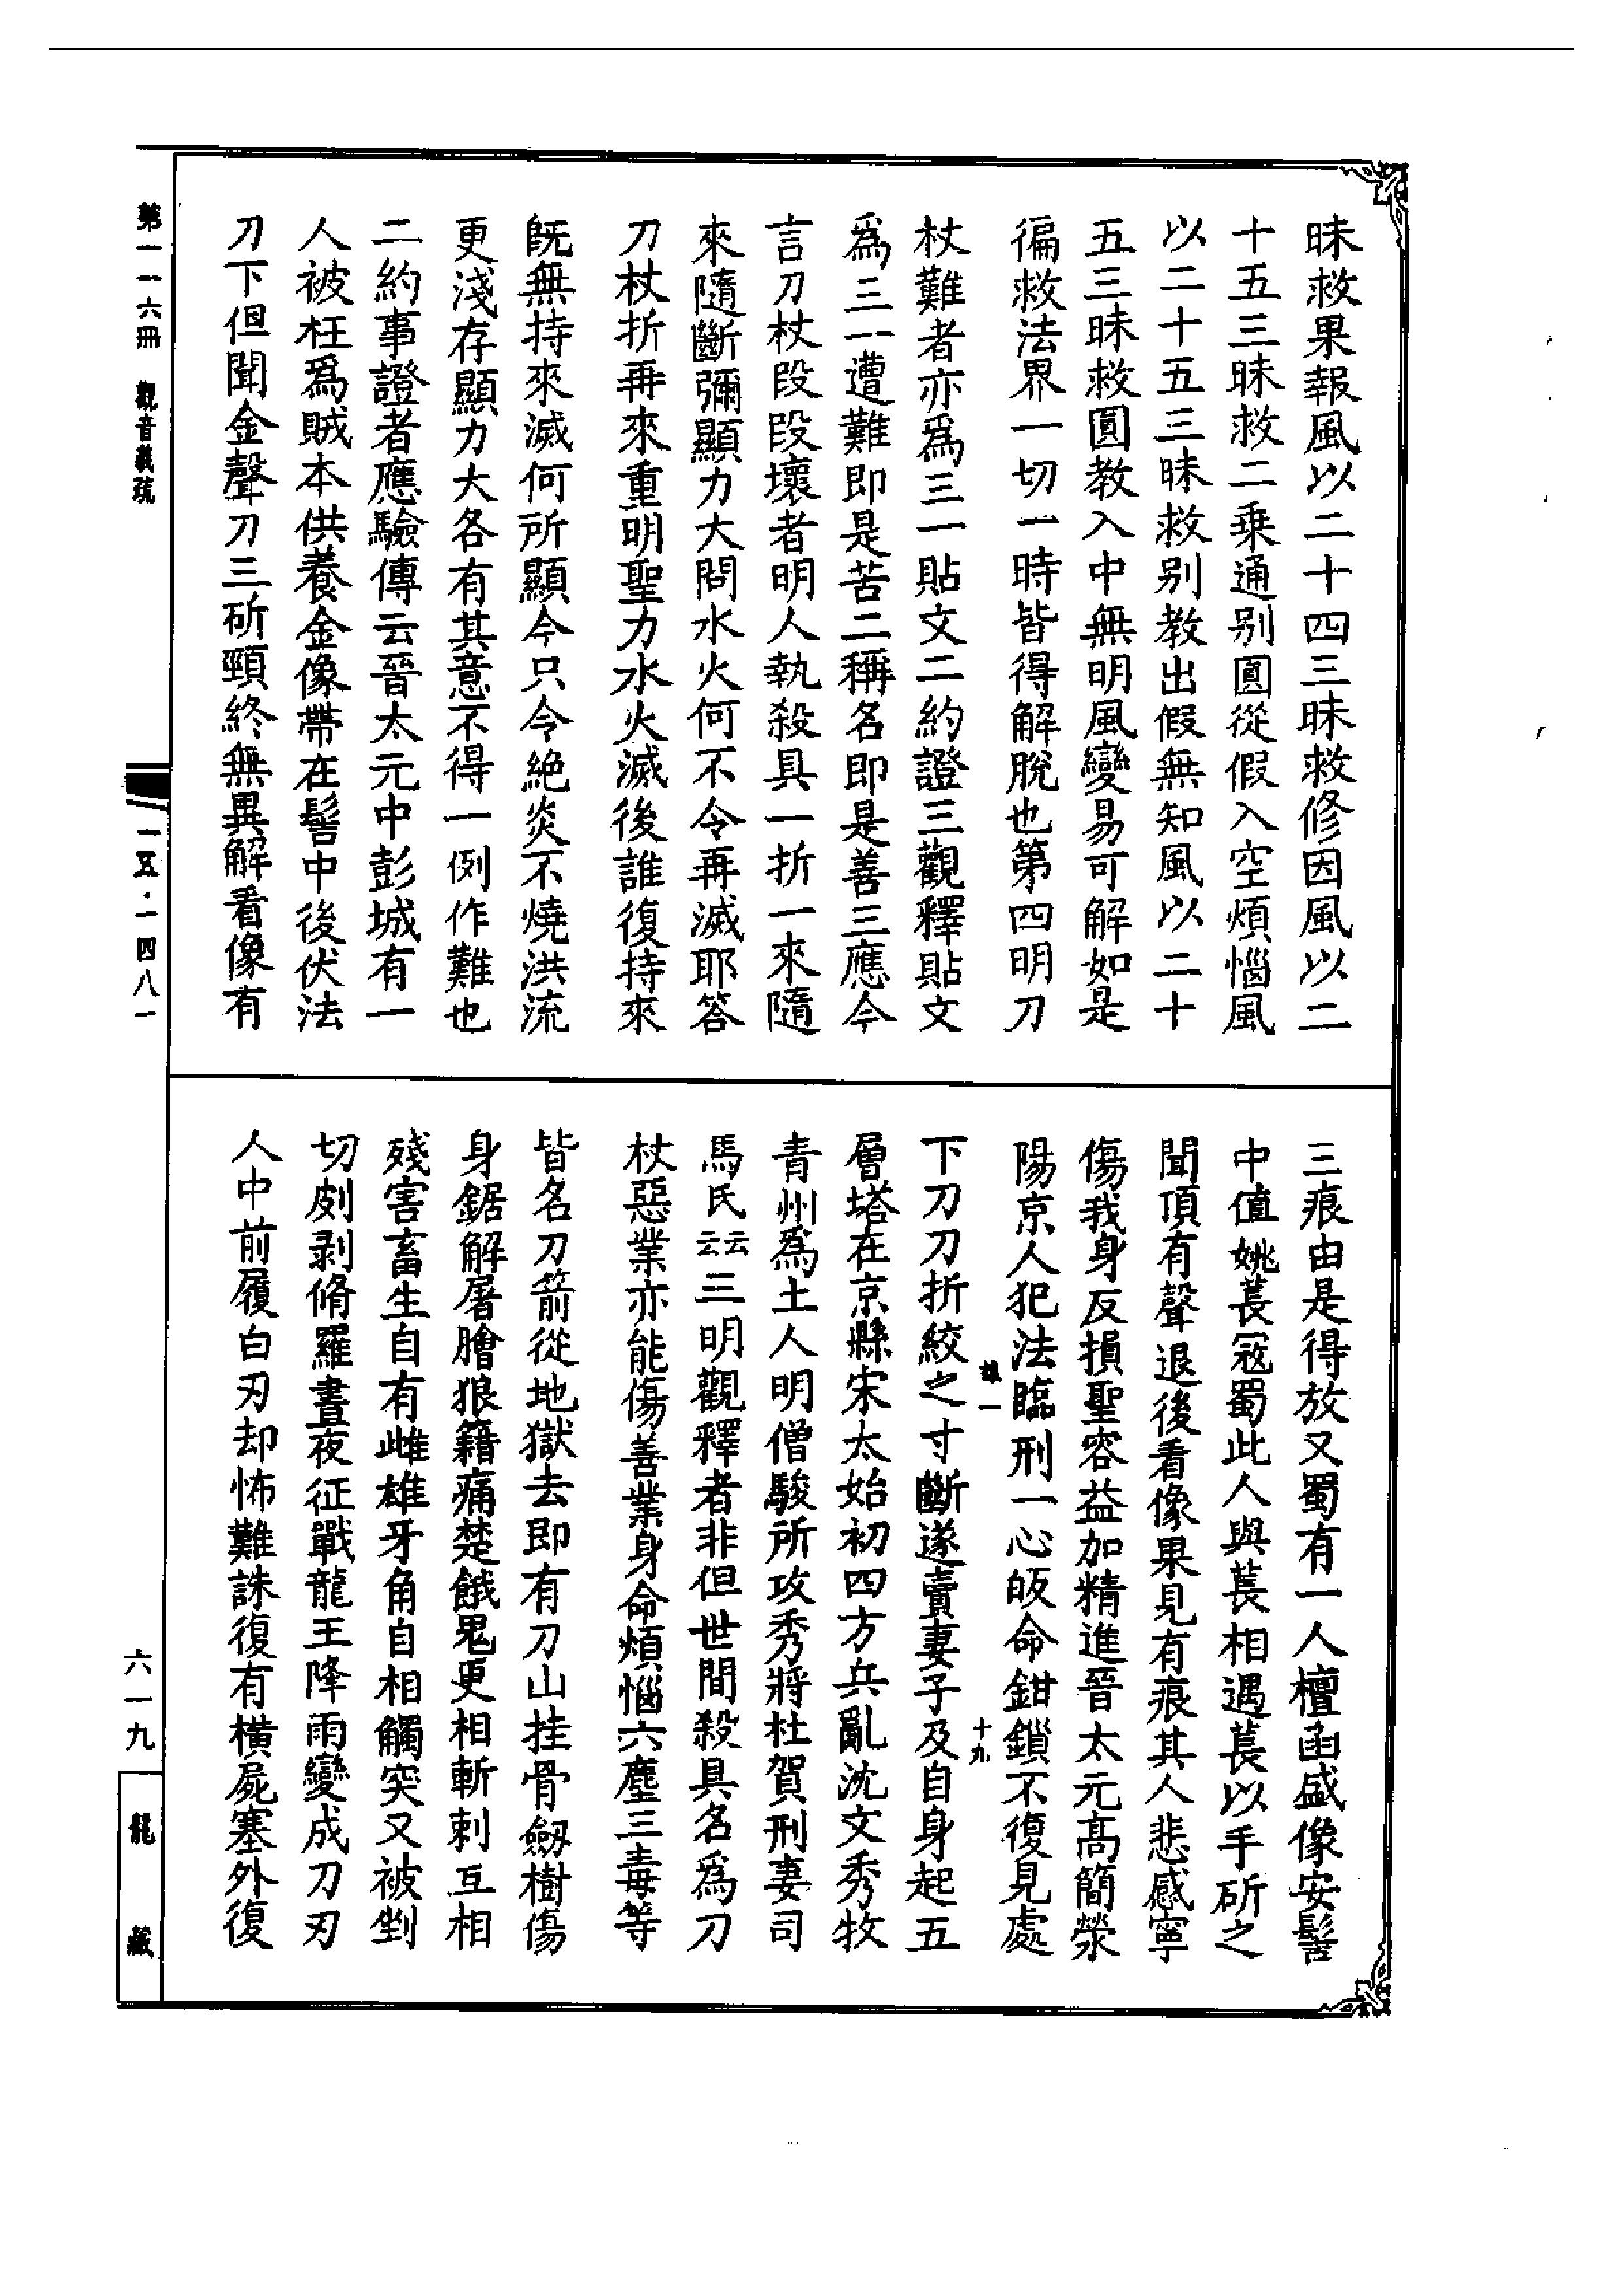 昧救果報風以二十四三昧救修因風以二
十五三昧救二乘通别圓從假入空煩惱風
以二十五三昧救别教出假無知風以二十
五三昧救圓教入中無明風變易可解如是
徧救法界一切一時皆得解脫也第四明刀
杖難者亦爲三一貼文二約證三觀釋貼文
爲三一遭難即是苦二稱名即是善三應今
言刀杖段段壞者明人執殺具一折一來隨
來隨斷彌顯力大問水火何不令再滅耶答
刀杖折再來重明聖力水火滅後誰復持來
旣無持來滅何所顯今只令絶炎不燒洪流
更淺存顯力大各有其意不得一例作難也
二約事證者應驗傳云晉太元中彭城有一
人被枉爲賊本供養金像帶在髻中後伏法
刀下但聞金聲刀三斫頸終無異解看像有
三痕由是得放又蜀有一人檀函盛像安髻
中值姚萇宼蜀此人與萇相遇萇以手斫之
聞頂有聲退後看像果見有痕其人悲感寧
傷我身反損聖容益加精進晉太元高簡滎
陽京人犯法臨刑一心皈命鉗鎖不復見處
下刀刀折絞之寸斷遂賣妻子及自身起五
層塔在京縣宋太始初四方兵亂沈文秀牧
青州爲土人明僧駿所攻秀將杜賀刑妻司
馬氏云云三明觀釋者非但世間殺具名爲刀
杖惡業亦能傷善業身命煩惱六塵三毒等
皆名刀箭從地獄去即有刀山挂骨劒樹傷
身鋸解屠膾狼籍痛楚餓鬼更相斬刺互相
殘害畜生自有雌雄牙角自相觸突又被剉
切剫剥脩羅晝夜征戰龍王降雨變成刀刃
人中前履白刃却怖難誅復有橫屍塞外復
十九
第一一六冊 觀音義疏
一五·一四八一
六一九
龍藏